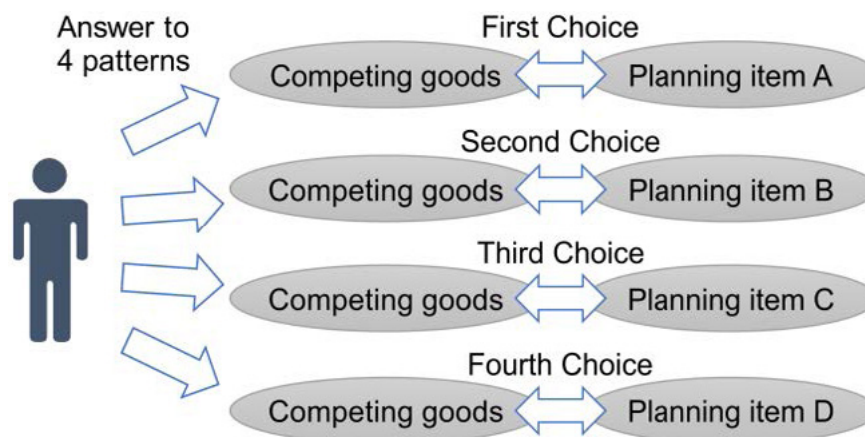 Answer to
4 patterns
First Choice
Competing goods
Planning item A
Second Choice
Competing goods
Planning item B
Third Choice
Competing goods
Planning item C
Fourth Choice
Competing goods
Planning item D